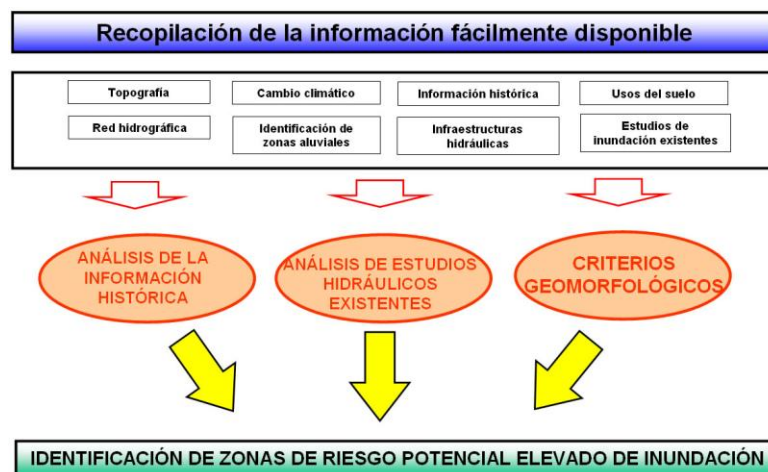 Recopilación de la información fácilmente disponible
Topografía
Cambio climático
Información histórica
Usos del suelo
Red hidrográfica
Identificación de
zonas aluviales
Infraestructuras
hidráulicas
Estudios de
inundación existentes
ANÁLISIS DE LA
INFORMACIÓN
HISTÓRICA
ANÁLISIS DE ESTUDIOS
HIDRÁULICOS
EXISTENTES
CRITERIOS
GEOMORFOLÓGICOS
IDENTIFICACIÓN DE ZONAS DE RIESGO POTENCIAL ELEVADO DE INUNDACIÓN